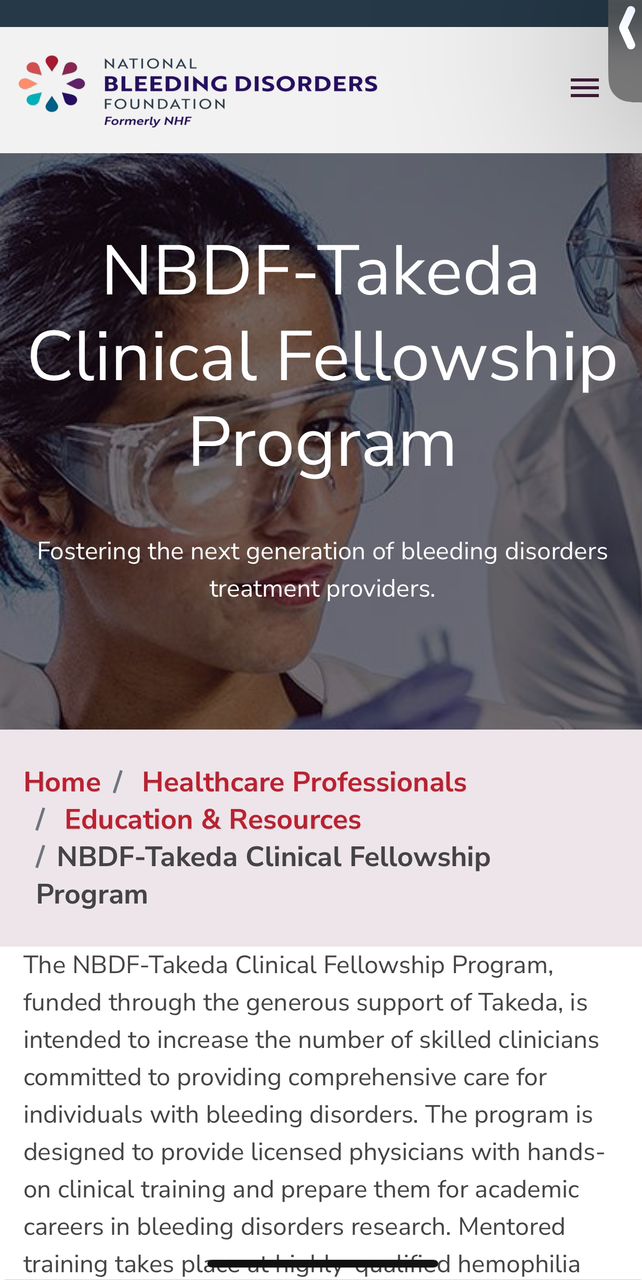 NATIONAL
BLEEDING DISORDERS
FOUNDATION
Formerly NHF
NBDF-Takeda
Clinical Fellowship
Program
Fostering the next generation of bleeding disorders
treatment providers.
Home / Healthcare Professionals
/ Education & Resources
/ NBDF-Takeda Clinical Fellowship
Program
The NBDF-Takeda Clinical Fellowship Program,
funded through the generous support of Takeda, is
intended to increase the number of skilled clinicians
committed to providing comprehensive care for
individuals with bleeding disorders. The program is
designed to provide licensed physicians with hands-
on clinical training and prepare them for academic
careers in bleeding disorders research. Mentored
training takes place at highly-qualified hemophilia